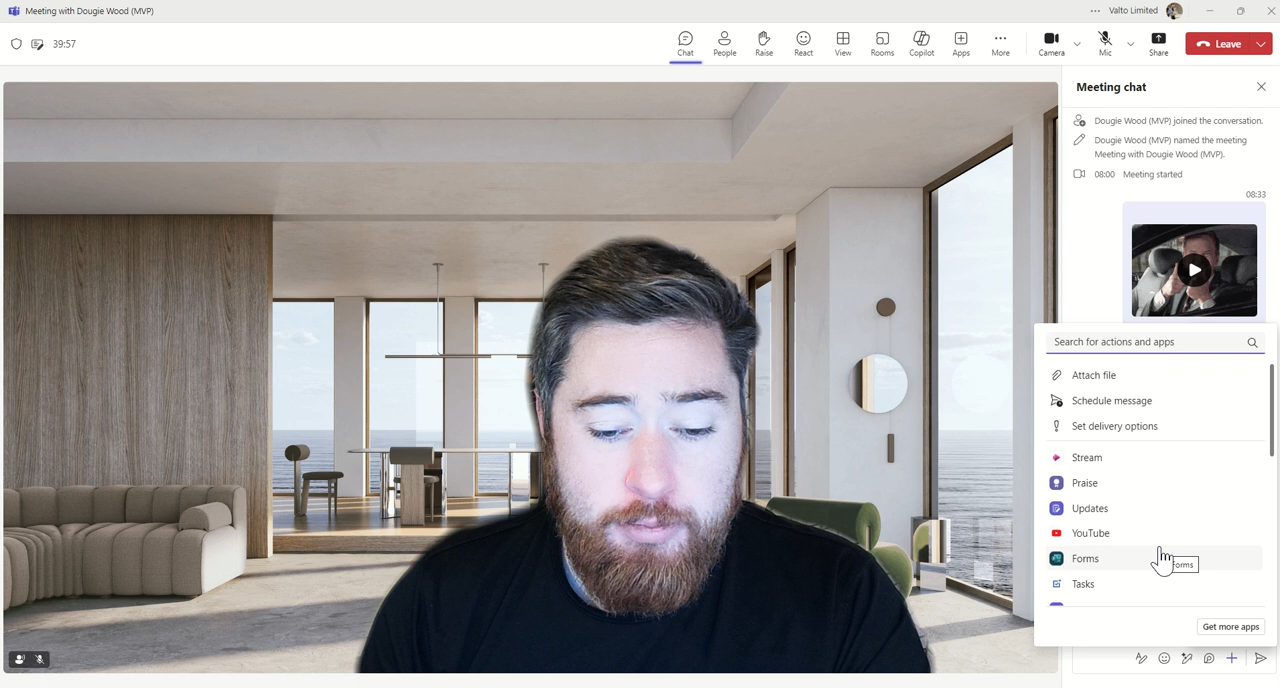 Meeting with Dougie Wood (MVP)
Valto Limited
39:57
Chat
People
Raise
React
View
Rooms
Copilot
Apps
More
Camera
Mic
Share
Leave
Meeting chat
Dougie Wood (MVP) joined the conversation.
Dougie Wood (MVP) named the meeting
Meeting with Dougie Wood (MVP).
08:00 Meeting started
08:33
Search for actions and apps
Attach file
Schedule message
Set delivery options
Stream
Praise
Updates
YouTube
Forms
Tasks
Get more apps